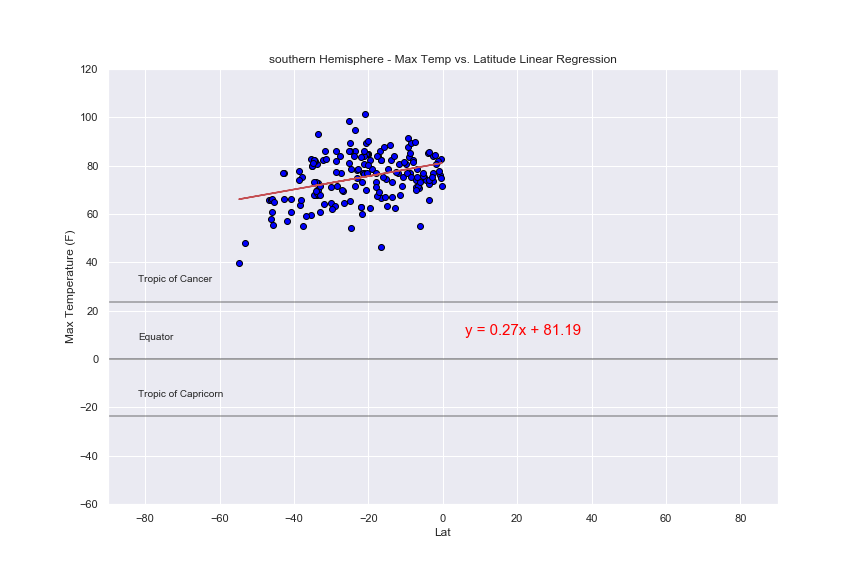 southern Hemisphere - Max Temp vs. Latitude Linear Regression
120
100
80
60
40
20
0
−20
−40
−60
Max Temperature (F)
Tropic of Cancer
Equator
Tropic of Capricorn
y = 0.27x + 81.19
−80 −60 −40 −20 0 20 40 60 80
Lat